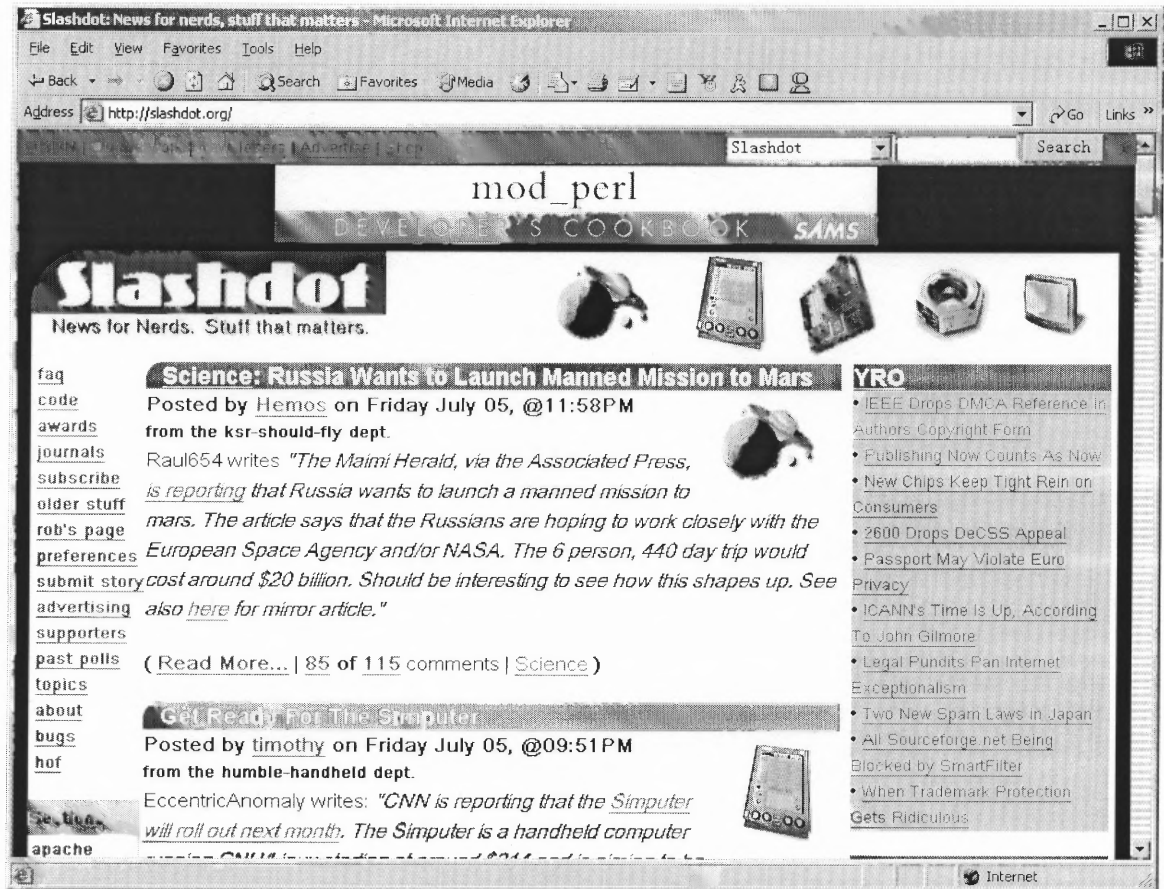 Slashdot: News for nerds, stuff that matters - Microsoft Internet Explorer
File Edit View Favorites Tools Help
Back Search Favorites Media
Address http://slashdot.org/ Go Links »
| Advertise | Shop Slashdot Search
mod_perl
DEVELOPER'S COOKBOOK SAMS
Slashdot
News for Nerds. Stuff that matters.
faq
code
awards
journals
subscribe
older stuff
rob's page
preferences
submit story
advertising
supporters
past polls
topics
about
bugs
hof
Sections
apache
Science: Russia Wants to Launch Manned Mission to Mars
Posted by Hemos on Friday July 05, @11:58PM
from the ksr-should-fly dept.
Raul654 writes "The Maimi Herald, via the Associated Press,
is reporting that Russia wants to launch a manned mission to
mars. The article says that the Russians are hoping to work closely with the
European Space Agency and/or NASA. The 6 person, 440 day trip would
cost around $20 billion. Should be interesting to see how this shapes up. See
also here for mirror article."
( Read More... | 85 of 115 comments | Science )
Get Ready For The Simputer
Posted by timothy on Friday July 05, @09:51PM
from the humble-handheld dept.
EccentricAnomaly writes: "CNN is reporting that the Simputer
will roll out next month. The Simputer is a handheld computer
YRO
• IEEE Drops DMCA Reference in
Authors Copyright Form
• Publishing Now Counts As Now
• New Chips Keep Tight Rein on
Consumers
• 2600 Drops DeCSS Appeal
• Passport May Violate Euro
Privacy
• ICANN's Time Is Up, According
To John Gilmore
• Legal Pundits Pan Internet
Exceptionalism
• Two New Spam Laws in Japan
• All Sourceforge.net Being
Blocked by SmartFilter
• When Trademark Protection
Gets Ridiculous
Internet